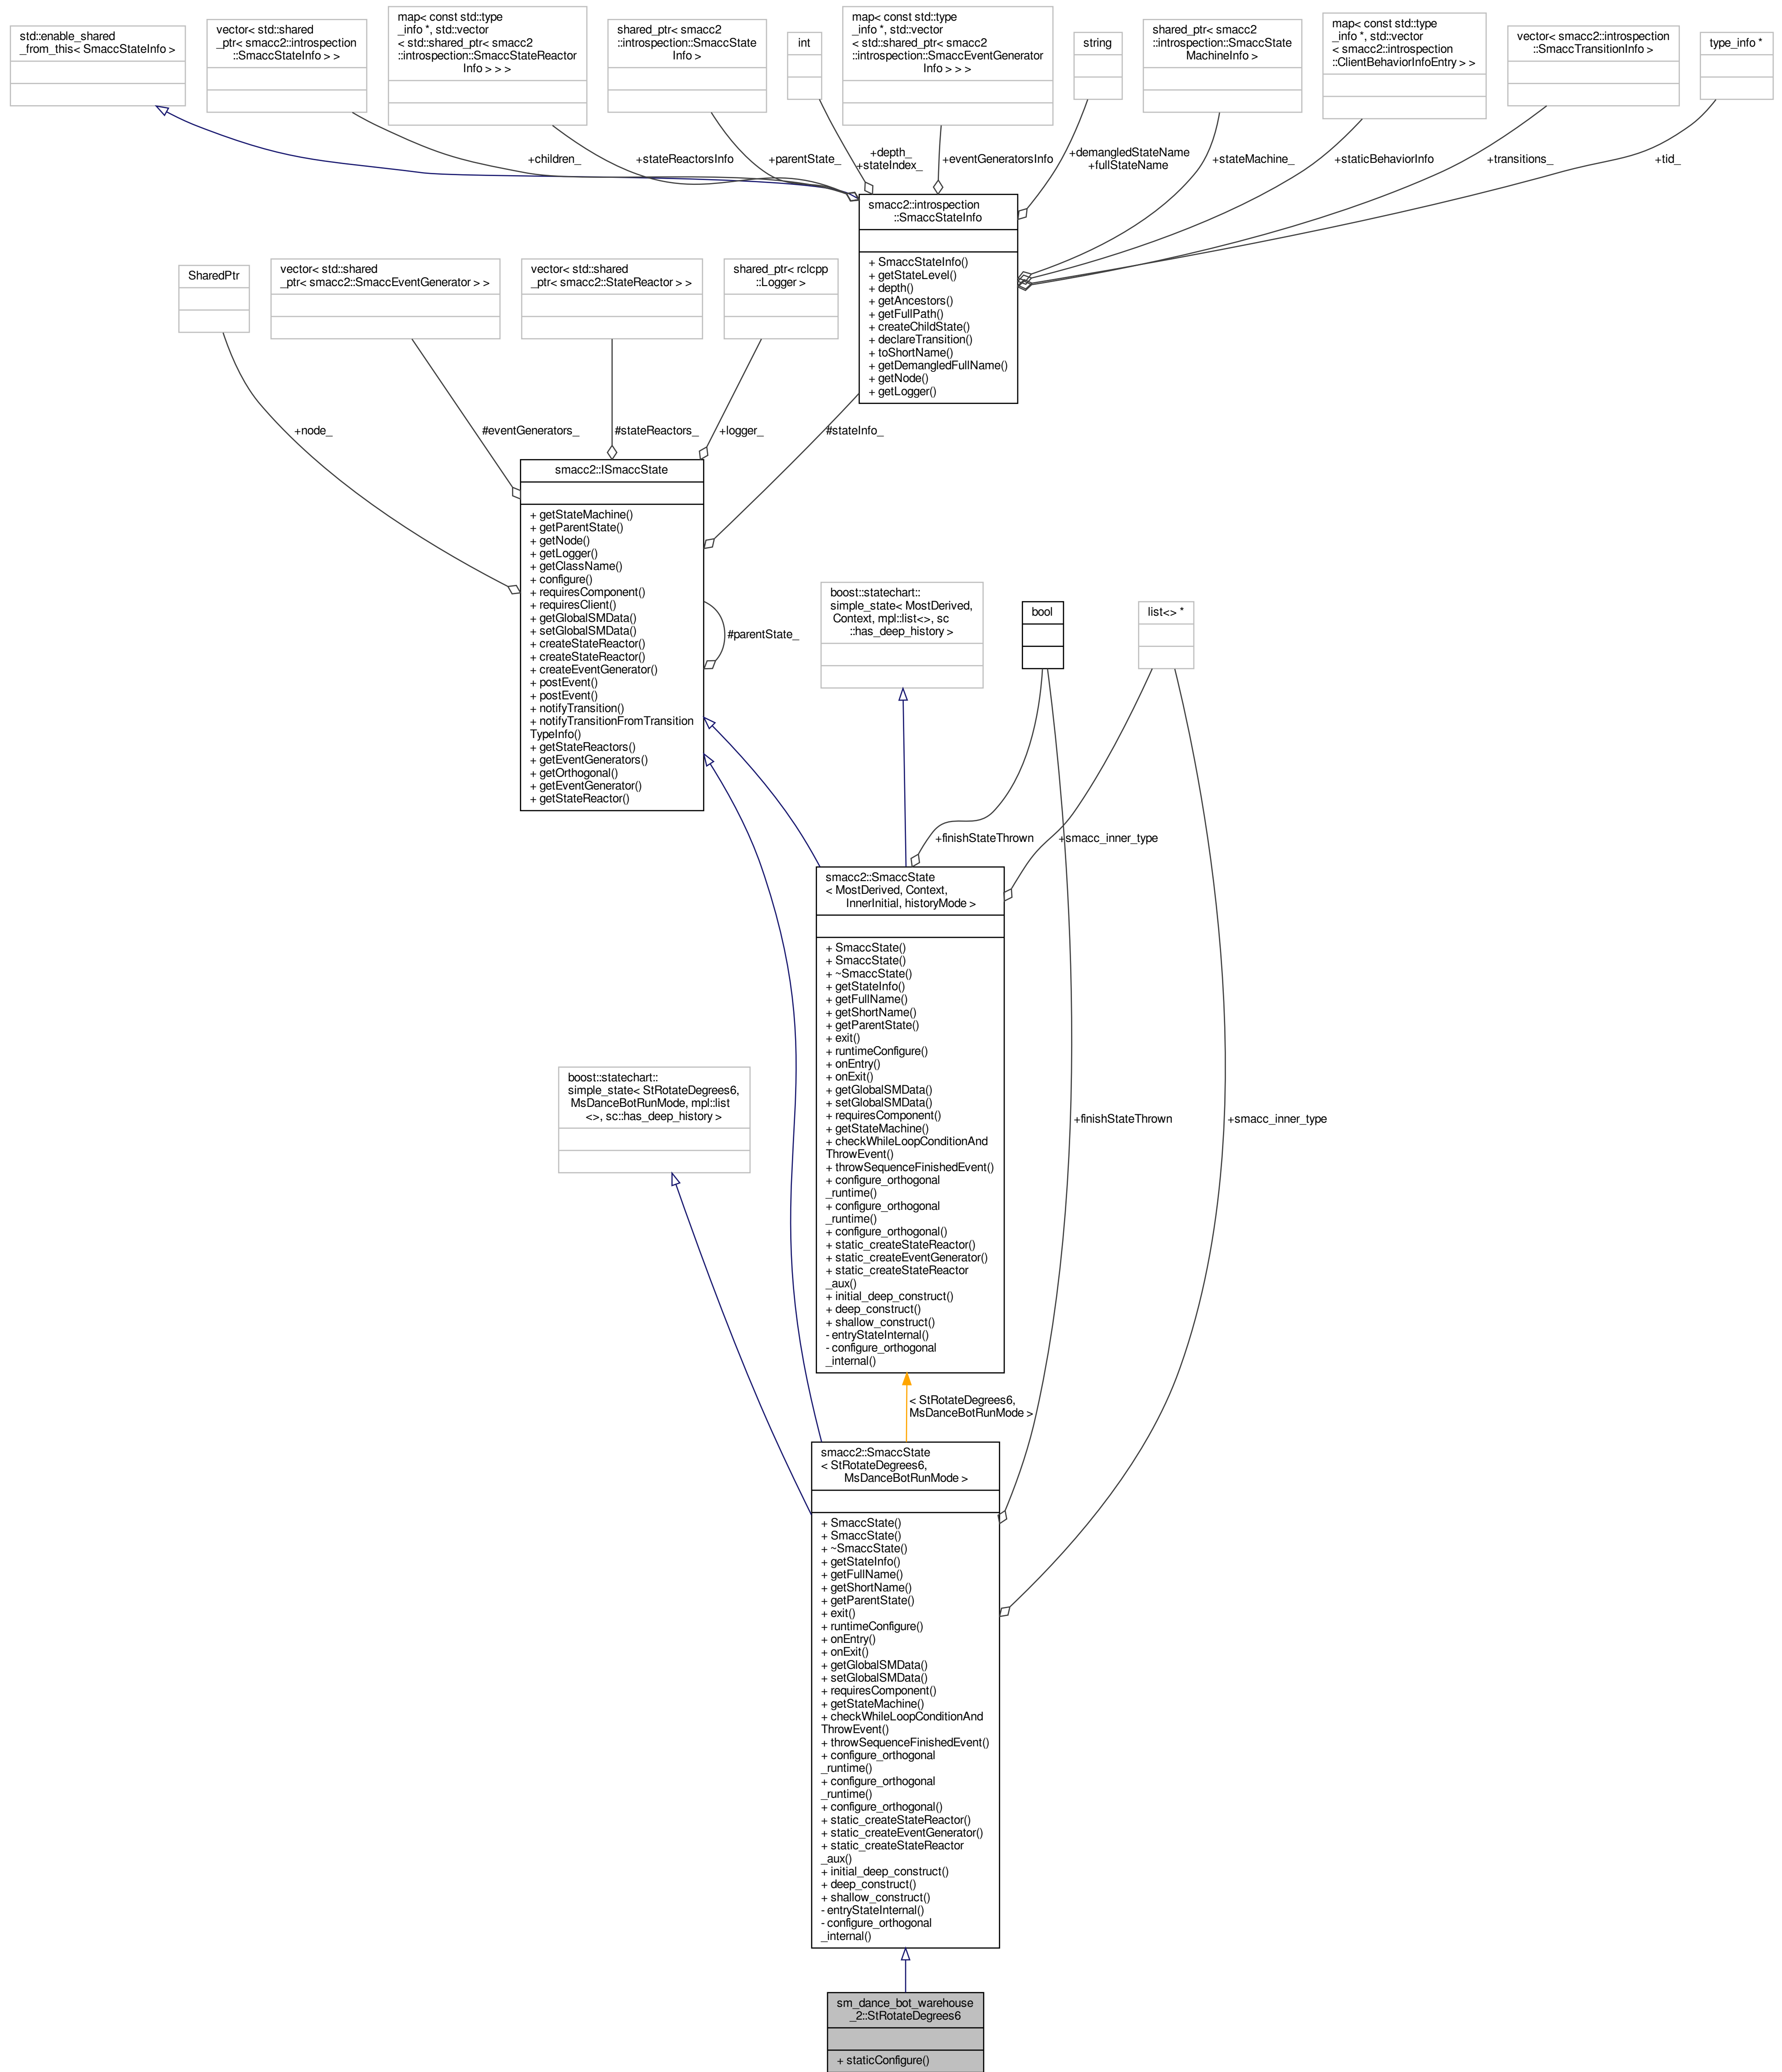 std::enable_shared
_from_this< SmaccStateInfo >
vector< std::shared
_ptr< smacc2::introspection
::SmaccStateInfo > >
map< const std::type
_info *, std::vector
< std::shared_ptr< smacc2
::introspection::SmaccStateReactor
Info > > >
shared_ptr< smacc2
::introspection::SmaccState
Info >
int
map< const std::type
_info *, std::vector
< std::shared_ptr< smacc2
::introspection::SmaccEventGenerator
Info > > >
string
shared_ptr< smacc2
::introspection::SmaccState
MachineInfo >
map< const std::type
_info *, std::vector
< smacc2::introspection
::ClientBehaviorInfoEntry > >
vector< smacc2::introspection
::SmaccTransitionInfo >
type_info *
+children_
+stateReactorsInfo
+parentState_
+depth_
+stateIndex_
+eventGeneratorsInfo
+demangledStateName
+fullStateName
+stateMachine_
+staticBehaviorInfo
+transitions_
+tid_
smacc2::introspection
::SmaccStateInfo
+ SmaccStateInfo()
+ getStateLevel()
+ depth()
+ getAncestors()
+ getFullPath()
+ createChildState()
+ declareTransition()
+ toShortName()
+ getDemangledFullName()
+ getNode()
+ getLogger()
SharedPtr
vector< std::shared
_ptr< smacc2::SmaccEventGenerator > >
vector< std::shared
_ptr< smacc2::StateReactor > >
shared_ptr< rclcpp
::Logger >
+node_
#eventGenerators_
#stateReactors_
+logger_
#stateInfo_
smacc2::ISmaccState
+ getStateMachine()
+ getParentState()
+ getNode()
+ getLogger()
+ getClassName()
+ configure()
+ requiresComponent()
+ requiresClient()
+ getGlobalSMData()
+ setGlobalSMData()
+ createStateReactor()
+ createStateReactor()
+ createEventGenerator()
+ postEvent()
+ postEvent()
+ notifyTransition()
+ notifyTransitionFromTransition
TypeInfo()
+ getStateReactors()
+ getEventGenerators()
+ getOrthogonal()
+ getEventGenerator()
+ getStateReactor()
#parentState_
boost::statechart::
simple_state< MostDerived,
Context, mpl::list<>, sc
::has_deep_history >
bool
list<> *
+finishStateThrown
+smacc_inner_type
smacc2::SmaccState
< MostDerived, Context,
InnerInitial, historyMode >
+ SmaccState()
+ SmaccState()
+ ~SmaccState()
+ getStateInfo()
+ getFullName()
+ getShortName()
+ getParentState()
+ exit()
+ runtimeConfigure()
+ onEntry()
+ onExit()
+ getGlobalSMData()
+ setGlobalSMData()
+ requiresComponent()
+ getStateMachine()
+ checkWhileLoopConditionAnd
ThrowEvent()
+ throwSequenceFinishedEvent()
+ configure_orthogonal
_runtime()
+ configure_orthogonal
_runtime()
+ configure_orthogonal()
+ static_createStateReactor()
+ static_createEventGenerator()
+ static_createStateReactor
_aux()
+ initial_deep_construct()
+ deep_construct()
+ shallow_construct()
- entryStateInternal()
- configure_orthogonal
_internal()
boost::statechart::
simple_state< StRotateDegrees6,
MsDanceBotRunMode, mpl::list
<>, sc::has_deep_history >
+finishStateThrown
+smacc_inner_type
< StRotateDegrees6,
MsDanceBotRunMode >
smacc2::SmaccState
< StRotateDegrees6,
MsDanceBotRunMode >
+ SmaccState()
+ SmaccState()
+ ~SmaccState()
+ getStateInfo()
+ getFullName()
+ getShortName()
+ getParentState()
+ exit()
+ runtimeConfigure()
+ onEntry()
+ onExit()
+ getGlobalSMData()
+ setGlobalSMData()
+ requiresComponent()
+ getStateMachine()
+ checkWhileLoopConditionAnd
ThrowEvent()
+ throwSequenceFinishedEvent()
+ configure_orthogonal
_runtime()
+ configure_orthogonal
_runtime()
+ configure_orthogonal()
+ static_createStateReactor()
+ static_createEventGenerator()
+ static_createStateReactor
_aux()
+ initial_deep_construct()
+ deep_construct()
+ shallow_construct()
- entryStateInternal()
- configure_orthogonal
_internal()
sm_dance_bot_warehouse
_2::StRotateDegrees6
+ staticConfigure()